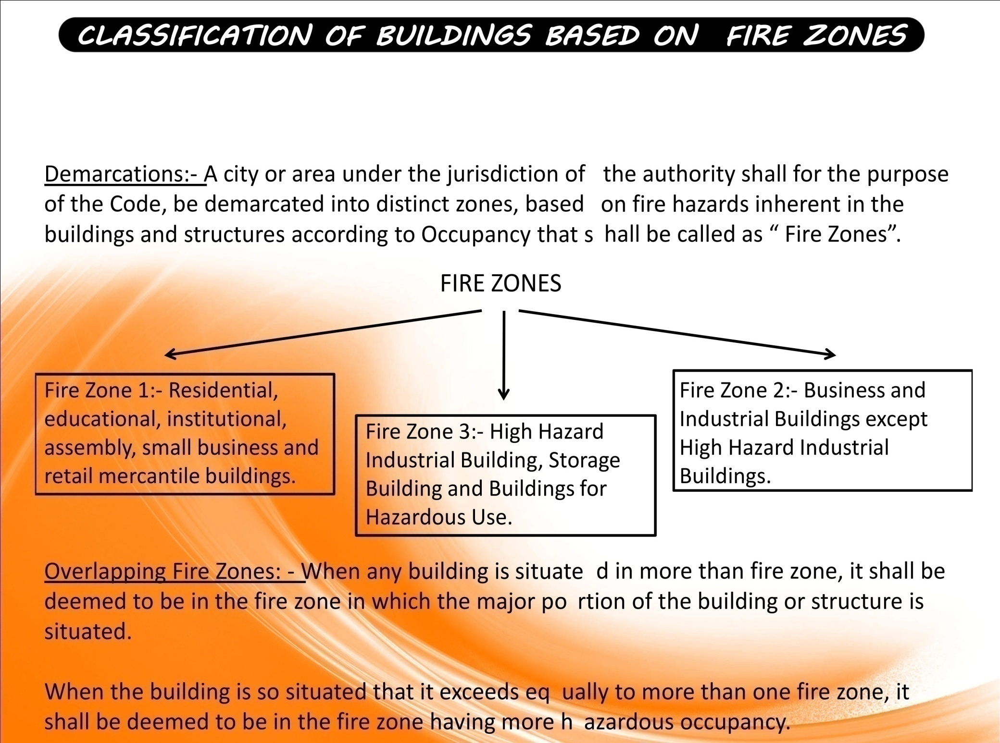 CLASSIFICATION OF BUILDINGS BASED ON FIRE ZONES
Demarcations:- A city or area under the jurisdiction of the authority shall for the purpose
of the Code, be demarcated into distinct zones, based on fire hazards inherent in the
buildings and structures according to Occupancy that s hall be called as “ Fire Zones”.
FIRE ZONES
Fire Zone 1:- Residential,
educational, institutional,
assembly, small business and
retail mercantile buildings.
Fire Zone 3:- High Hazard
Industrial Building, Storage
Building and Buildings for
Hazardous Use.
Fire Zone 2:- Business and
Industrial Buildings except
High Hazard Industrial
Buildings.
Overlapping Fire Zones: - When any building is situate d in more than fire zone, it shall be
deemed to be in the fire zone in which the major po rtion of the building or structure is
situated.
When the building is so situated that it exceeds eq ually to more than one fire zone, it
shall be deemed to be in the fire zone having more h azardous occupancy.